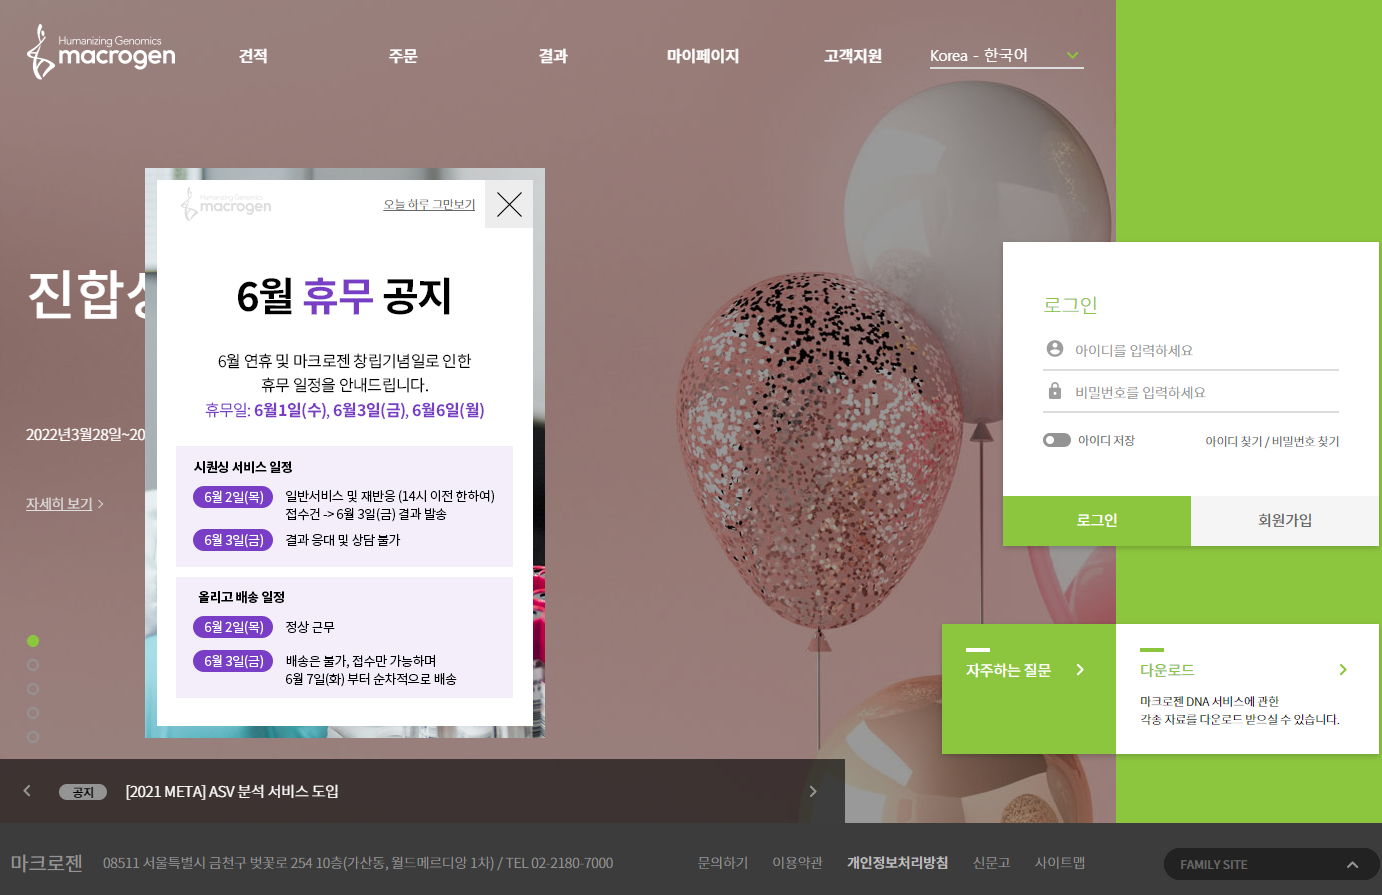 Humanizing Genomics
macrogen
견적
주문
결과
마이페이지
고객지원
Korea - 한국어
Humanizing Genomics
macrogen
오늘 하루 그만보기
6월 휴무 공지
6월 연휴 및 마크로젠 창립기념일로 인한
휴무 일정을 안내드립니다.
휴무일: 6월1일(수), 6월3일(금), 6월6일(월)
시퀀싱 서비스 일정
6월 2일(목) 일반서비스 및 재반응 (14시 이전 한하여)
접수건 -> 6월 3일(금) 결과 발송
6월 3일(금) 결과 응대 및 상담 불가
올리고 배송 일정
6월 2일(목) 정상 근무
6월 3일(금) 배송은 불가, 접수만 가능하며
6월 7일(화) 부터 순차적으로 배송
진합
2022년3월28일~20
자세히 보기
로그인
아이디를 입력하세요
비밀번호를 입력하세요
아이디 저장
아이디 찾기 / 비밀번호 찾기
로그인
회원가입
자주하는 질문
다운로드
마크로젠 DNA 서비스에 관한
각종 자료를 다운로드 받으실 수 있습니다.
공지
[2021 META] ASV 분석 서비스 도입
마크로젠
08511 서울특별시 금천구 벚꽃로 254 10층(가산동, 월드메르디앙 1차) / TEL 02-2180-7000
문의하기
이용약관
개인정보처리방침
신문고
사이트맵
FAMILY SITE